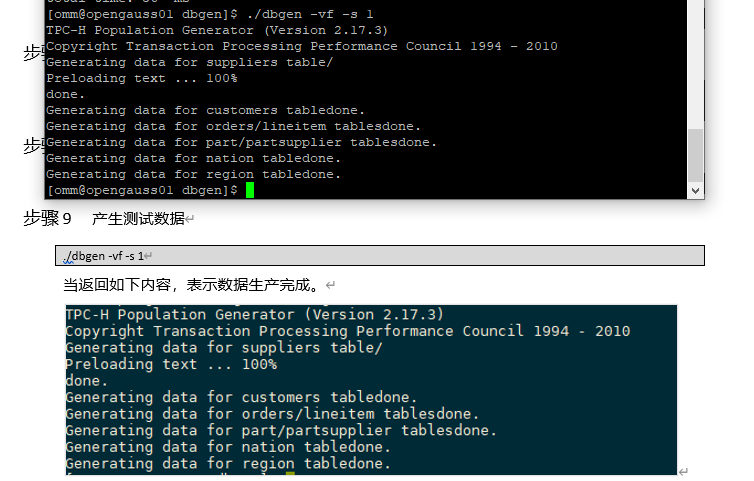 [omm@opengauss01 dbgen]$ ./dbgen -vf -s 1
TPC-H Population Generator (Version 2.17.3)
Copyright Transaction Processing Performance Council 1994 - 2010
Generating data for suppliers table/
Preloading text ... 100%
done.
Generating data for customers tabledone.
Generating data for orders/lineitem tablesdone.
Generating data for part/partsupplier tablesdone.
Generating data for nation tabledone.
Generating data for region tabledone.
[omm@opengauss01 dbgen]$
步骤 9 产生测试数据
./dbgen -vf -s 1
当返回如下内容，表示数据生产完成。
TPC-H Population Generator (Version 2.17.3)
Copyright Transaction Processing Performance Council 1994 - 2010
Generating data for suppliers table/
Preloading text ... 100%
done.
Generating data for customers tabledone.
Generating data for orders/lineitem tablesdone.
Generating data for part/partsupplier tablesdone.
Generating data for nation tabledone.
Generating data for region tabledone.